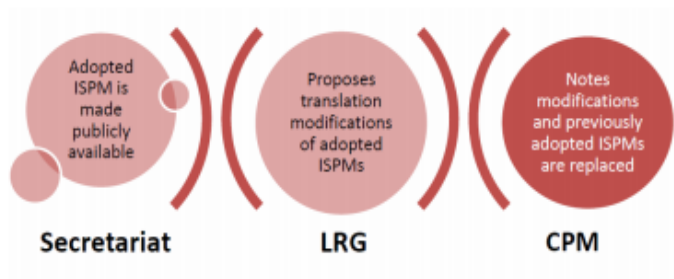 Adopted
ISPM is
made
publicly
available
Proposes
translation
modifications
of adopted
ISPMs
Notes
modifications
and previously
adopted ISPMs
are replaced
Secretariat
LRG
CPM